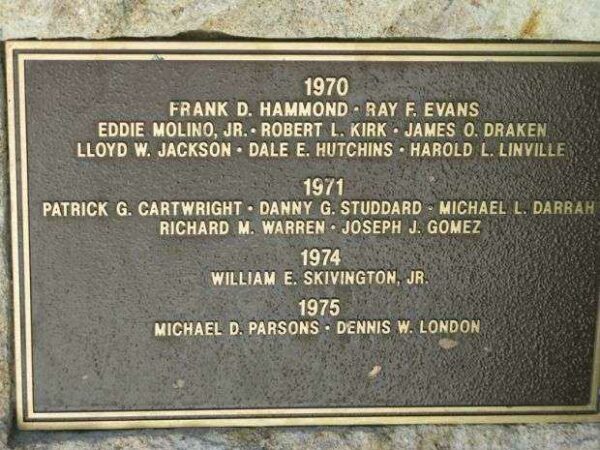 1970
FRANK D. HAMMOND • RAY F. EVANS
EDDIE MOLINO, JR. • ROBERT L. KIRK • JAMES O. DRAKEN
LLOYD W. JACKSON • DALE E. HUTCHINS • HAROLD L. LINVILLE
1971
PATRICK G. CARTWRIGHT • DANNY G. STUDDARD • MICHAEL L. DARRAH
RICHARD M. WARREN • JOSEPH J. GOMEZ
1974
WILLIAM E. SKIVINGTON, JR.
1975
MICHAEL D. PARSONS • DENNIS W. LONDON